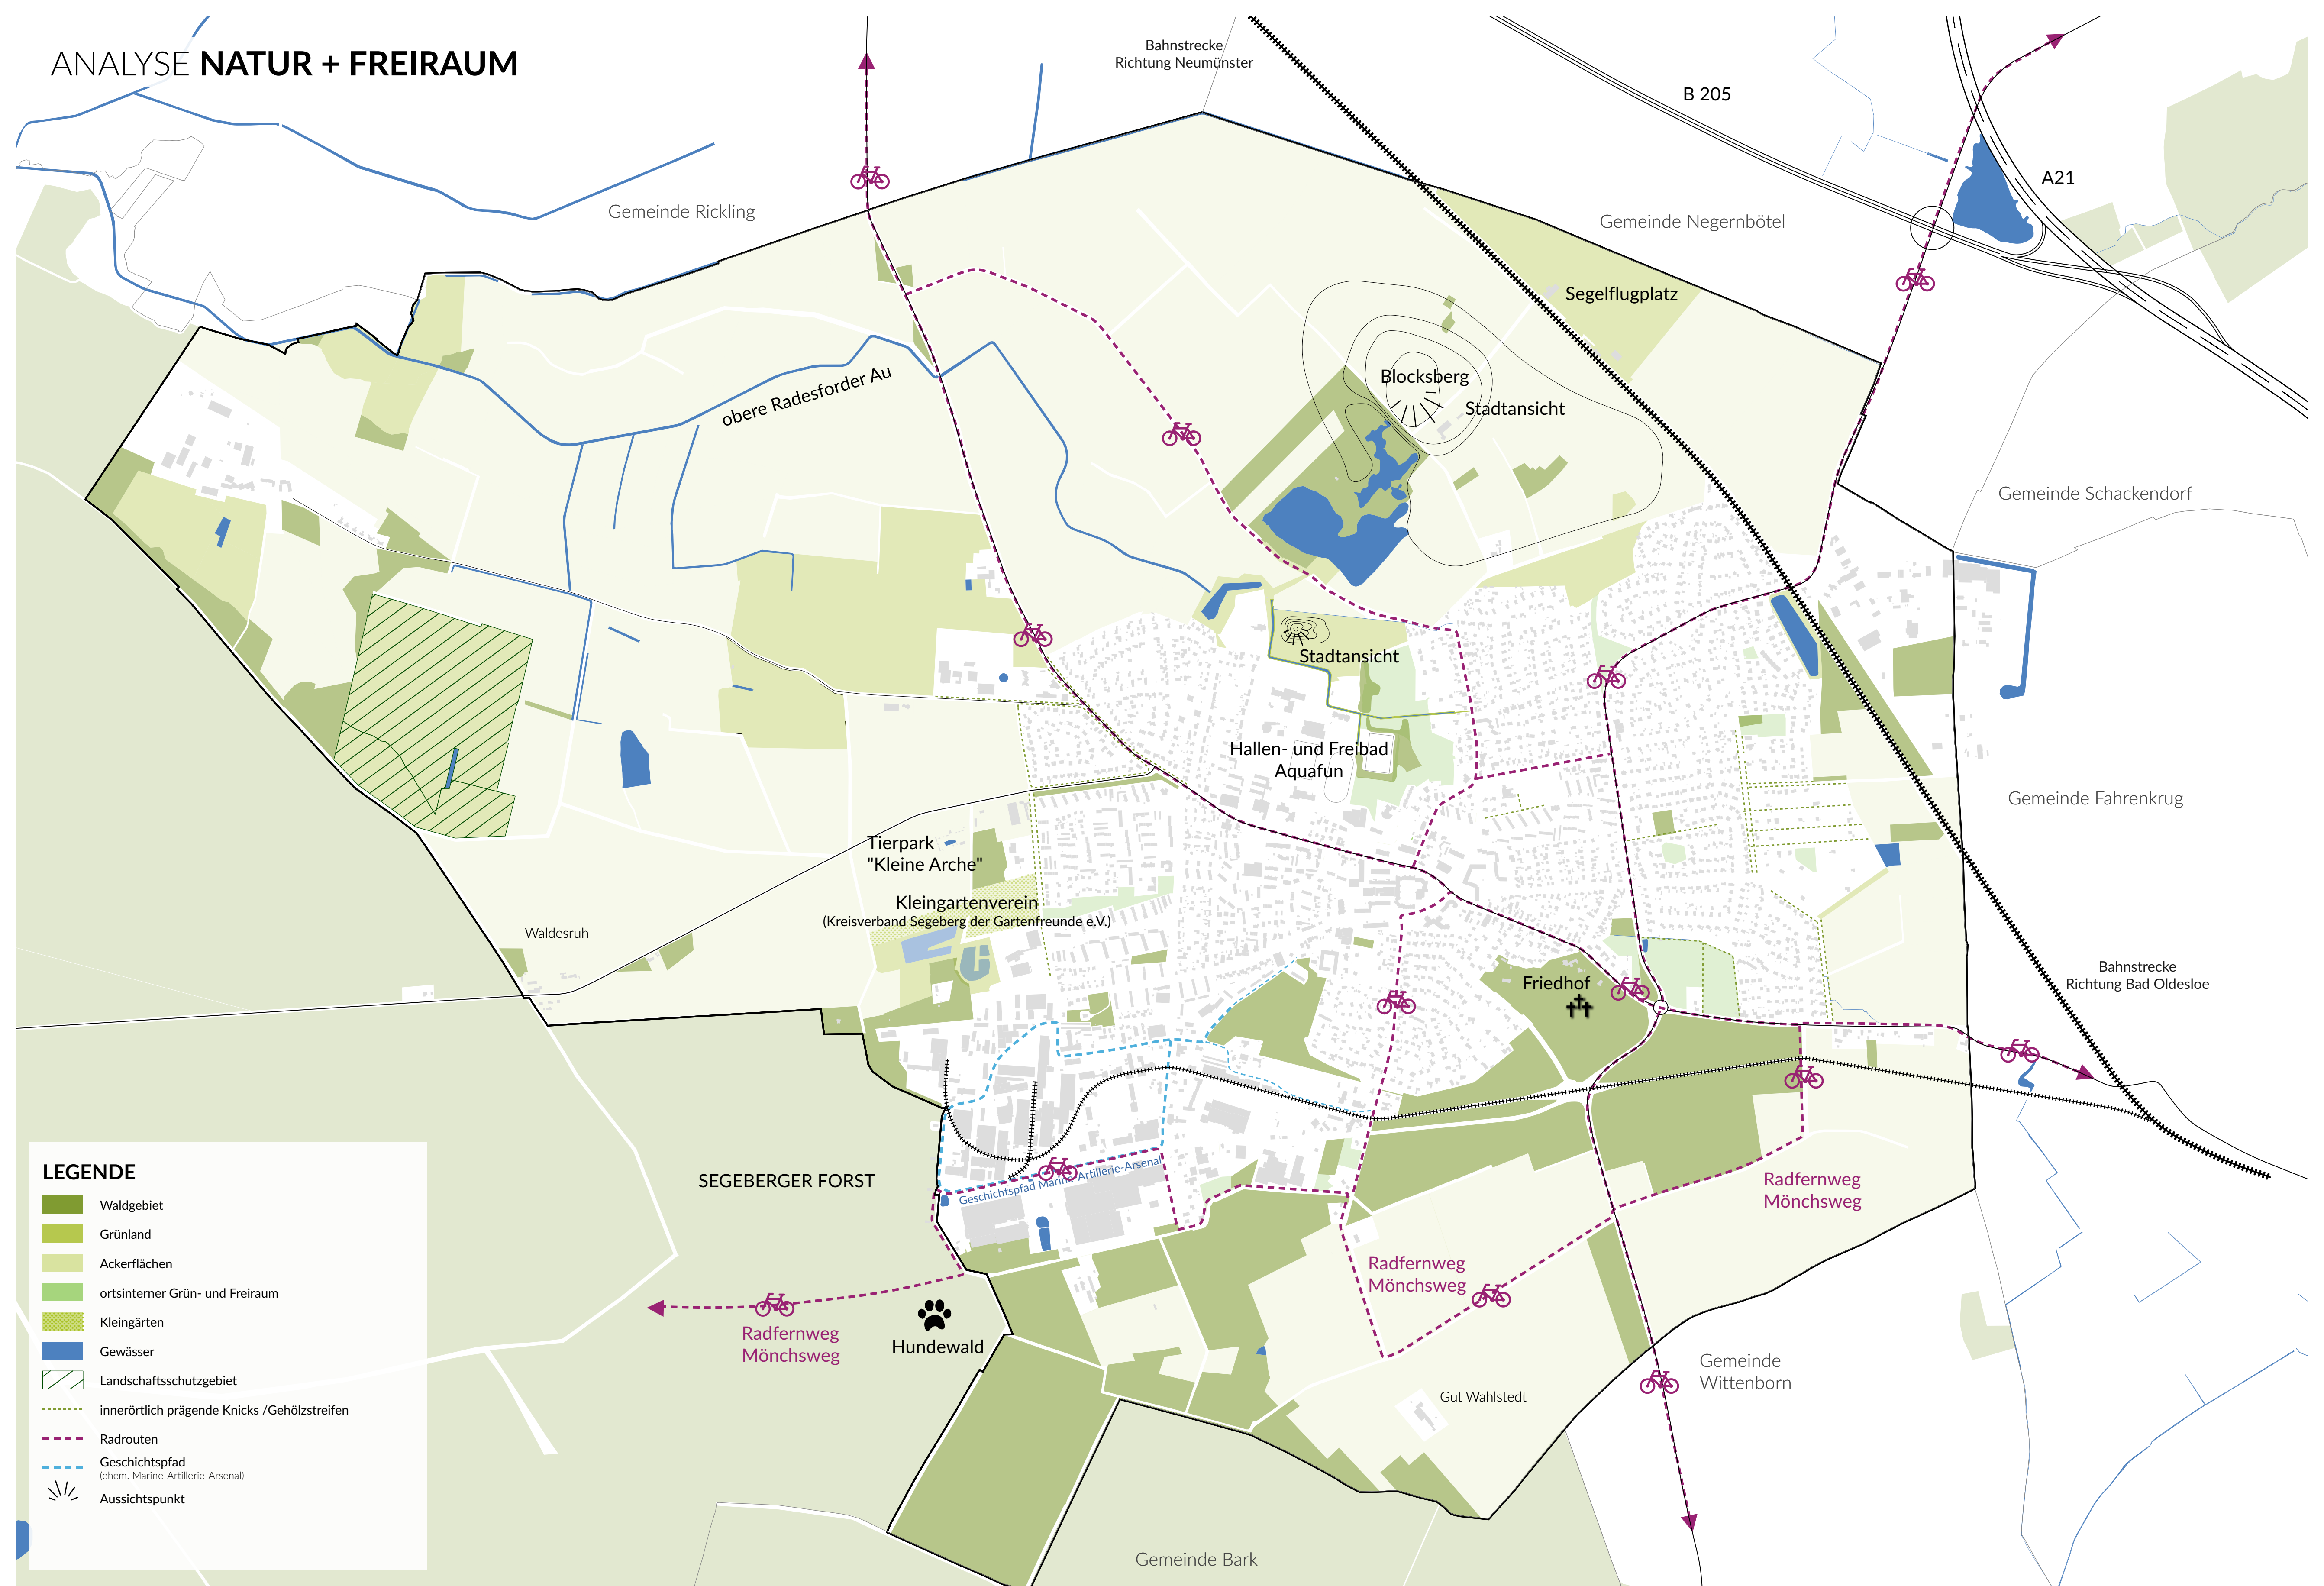 ANALYSE NATUR + FREIRAUM
Bahnstrecke
Richtung Neumünster
B 205
A21
Gemeinde Rickling
Gemeinde Negernbötel
Segelflugplatz
Blocksberg
Stadtansicht
obere Radesforder Au
Gemeinde Schackendorf
Stadtansicht
Hallen- und Freibad
Aquafun
Gemeinde Fahrenkrug
Tierpark
"Kleine Arche"
Kleingartenverein
(Kreisverband Segeberg der Gartenfreunde e.V.)
Waldesruh
Friedhof
Bahnstrecke
Richtung Bad Oldesloe
SEGEBERGER FORST
Geschichtspfad Marine-Artillerie-Arsenal
Radfernweg
Mönchsweg
Radfernweg
Mönchsweg
Radfernweg
Mönchsweg
Hundewald
Gemeinde
Wittenborn
Gut Wahlstedt
Gemeinde Bark
LEGENDE
Waldgebiet
Grünland
Ackerflächen
ortsinterner Grün- und Freiraum
Kleingärten
Gewässer
Landschaftsschutzgebiet
innerörtlich prägende Knicks /Gehölzstreifen
Radrouten
Geschichtspfad
(ehem. Marine-Artillerie-Arsenal)
Aussichtspunkt